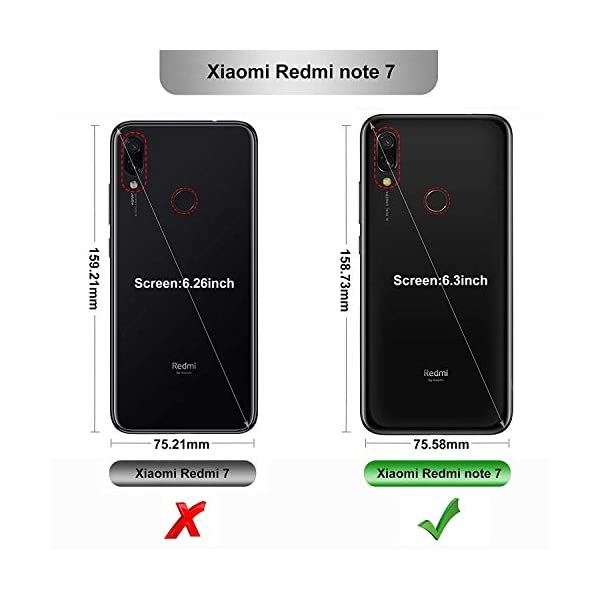 Xiaomi Redmi note 7
159.21mm
Screen:6.26inch
Redmi
75.21mm
Xiaomi Redmi 7
158.73mm
Screen:6.3inch
Redmi
75.58mm
Xiaomi Redmi note 7